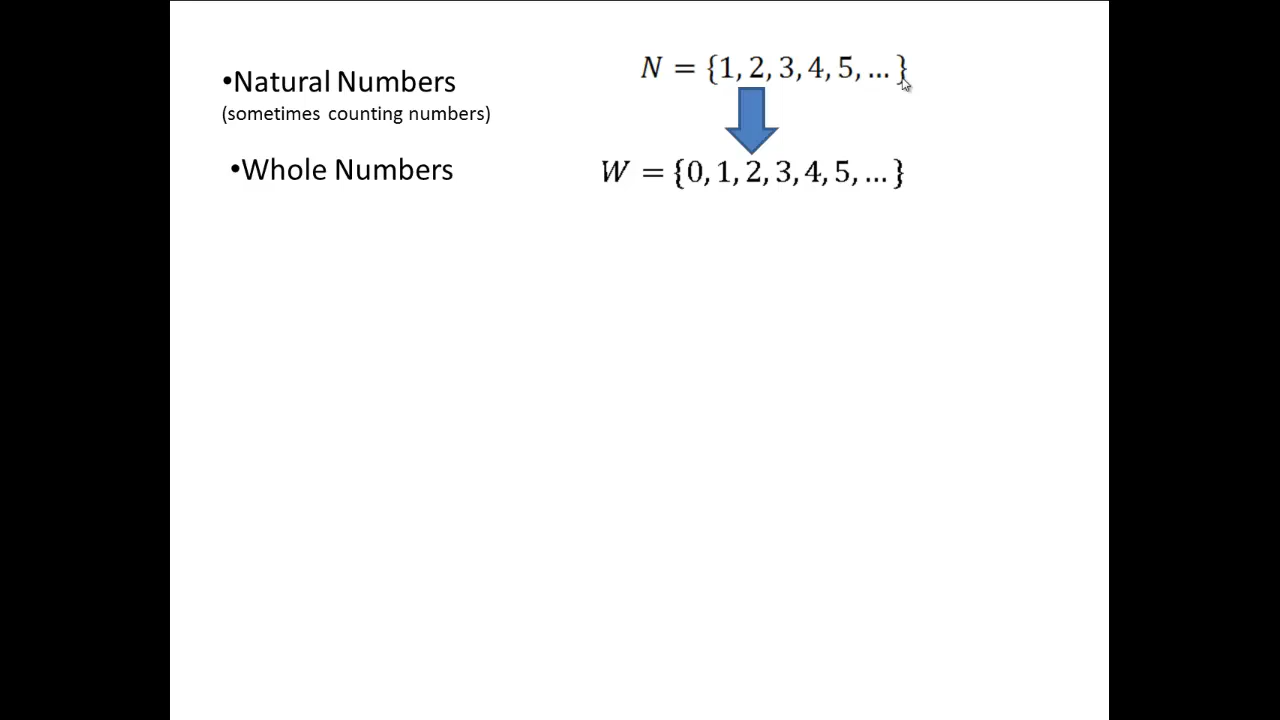 •Natural Numbers
(sometimes counting numbers)
N = {1, 2, 3, 4, 5, ... }
•Whole Numbers
W = {0, 1, 2, 3, 4, 5, ... }